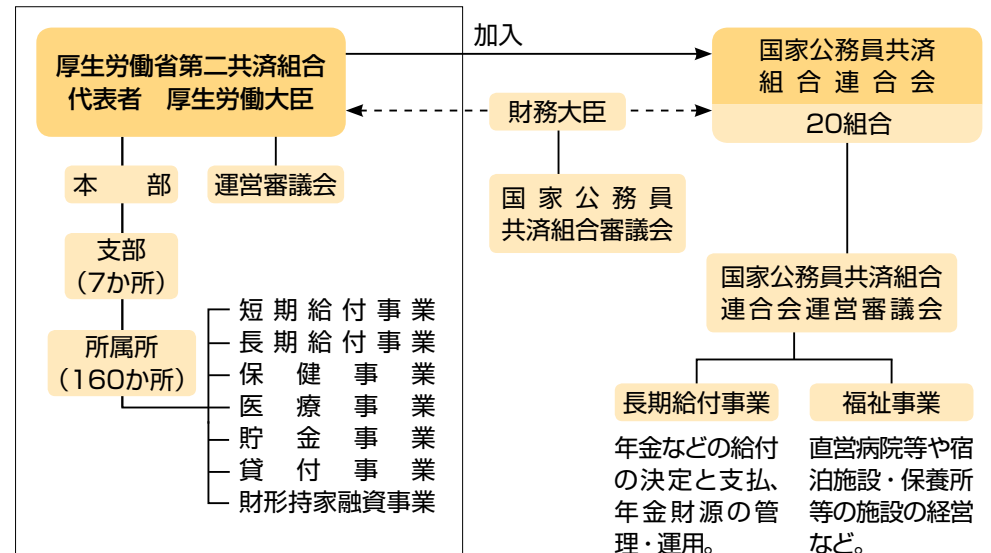 厚生労働省第二共済組合
代表者 厚生労働大臣
加入
国家公務員共済
組合連合会
20組合
財務大臣
国家公務員
共済組合審議会
本部
運営審議会
支部
（7か所）
所属所
（160か所）
短期給付事業
長期給付事業
保健事業
医療事業
貯金事業
貸付事業
財形持家融資事業
国家公務員共済組合
連合会運営審議会
長期給付事業
年金などの給付
の決定と支払、
年金財源の管
理・運用。
福祉事業
直営病院等や宿
泊施設・保養所
等の施設の経営
など。